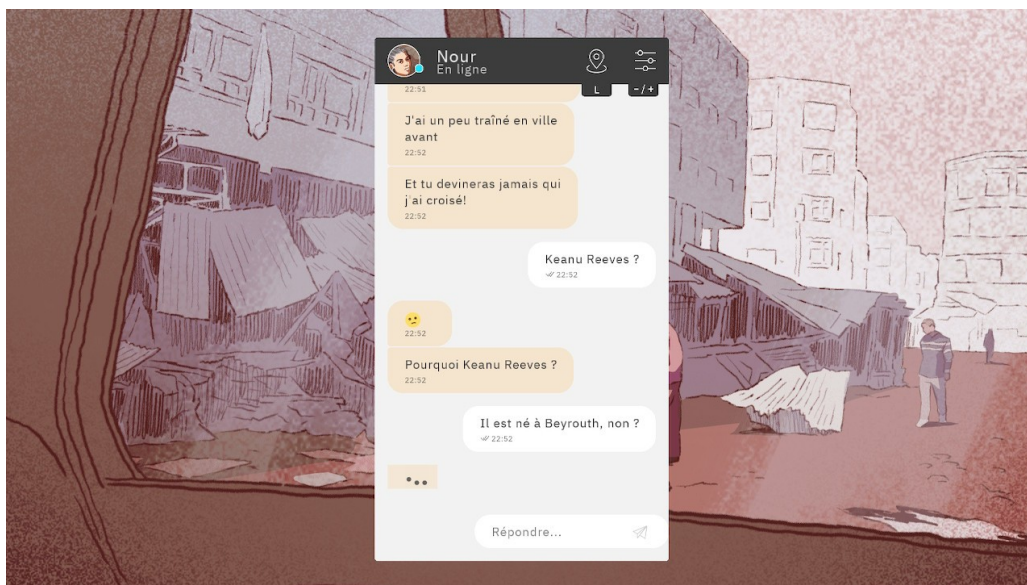 Nour
En ligne
L
-/+
22:51
J'ai un peu traîné en ville
avant
22:52
Et tu devineras jamais qui
j'ai croisé!
22:52
Keanu Reeves ?
22:52
22:52
Pourquoi Keanu Reeves ?
22:52
Il est né à Beyrouth, non ?
22:52
Répondre...